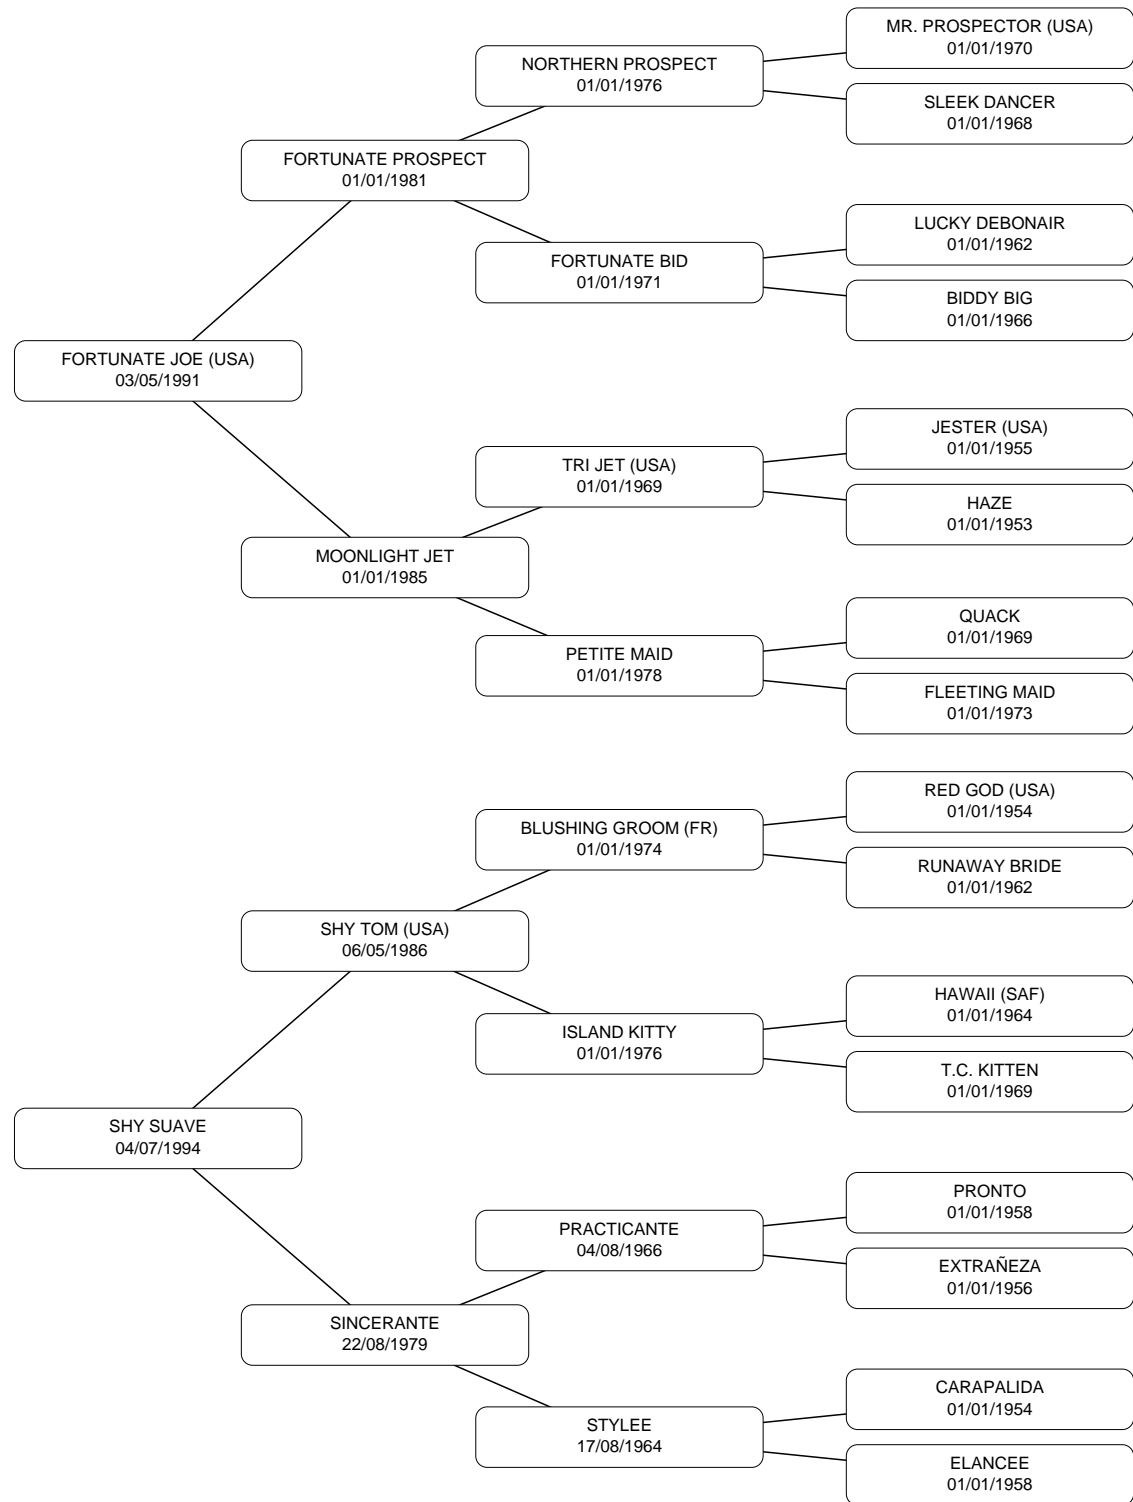 MR. PROSPECTOR (USA)
01/01/1970
NORTHERN PROSPECT
01/01/1976
SLEEK DANCER
01/01/1968
FORTUNATE PROSPECT
01/01/1981
LUCKY DEBONAIR
01/01/1962
FORTUNATE BID
01/01/1971
BIDDY BIG
01/01/1966
FORTUNATE JOE (USA)
03/05/1991
JESTER (USA)
01/01/1955
TRI JET (USA)
01/01/1969
HAZE
01/01/1953
MOONLIGHT JET
01/01/1985
QUACK
01/01/1969
PETITE MAID
01/01/1978
FLEETING MAID
01/01/1973
RED GOD (USA)
01/01/1954
BLUSHING GROOM (FR)
01/01/1974
RUNAWAY BRIDE
01/01/1962
SHY TOM (USA)
06/05/1986
HAWAII (SAF)
01/01/1964
ISLAND KITTY
01/01/1976
T.C. KITTEN
01/01/1969
SHY SUAVE
04/07/1994
PRONTO
01/01/1958
PRACTICANTE
04/08/1966
EXTRAÑEZA
01/01/1956
SINCERANTE
22/08/1979
CARAPALIDA
01/01/1954
STYLEE
17/08/1964
ELANCEE
01/01/1958